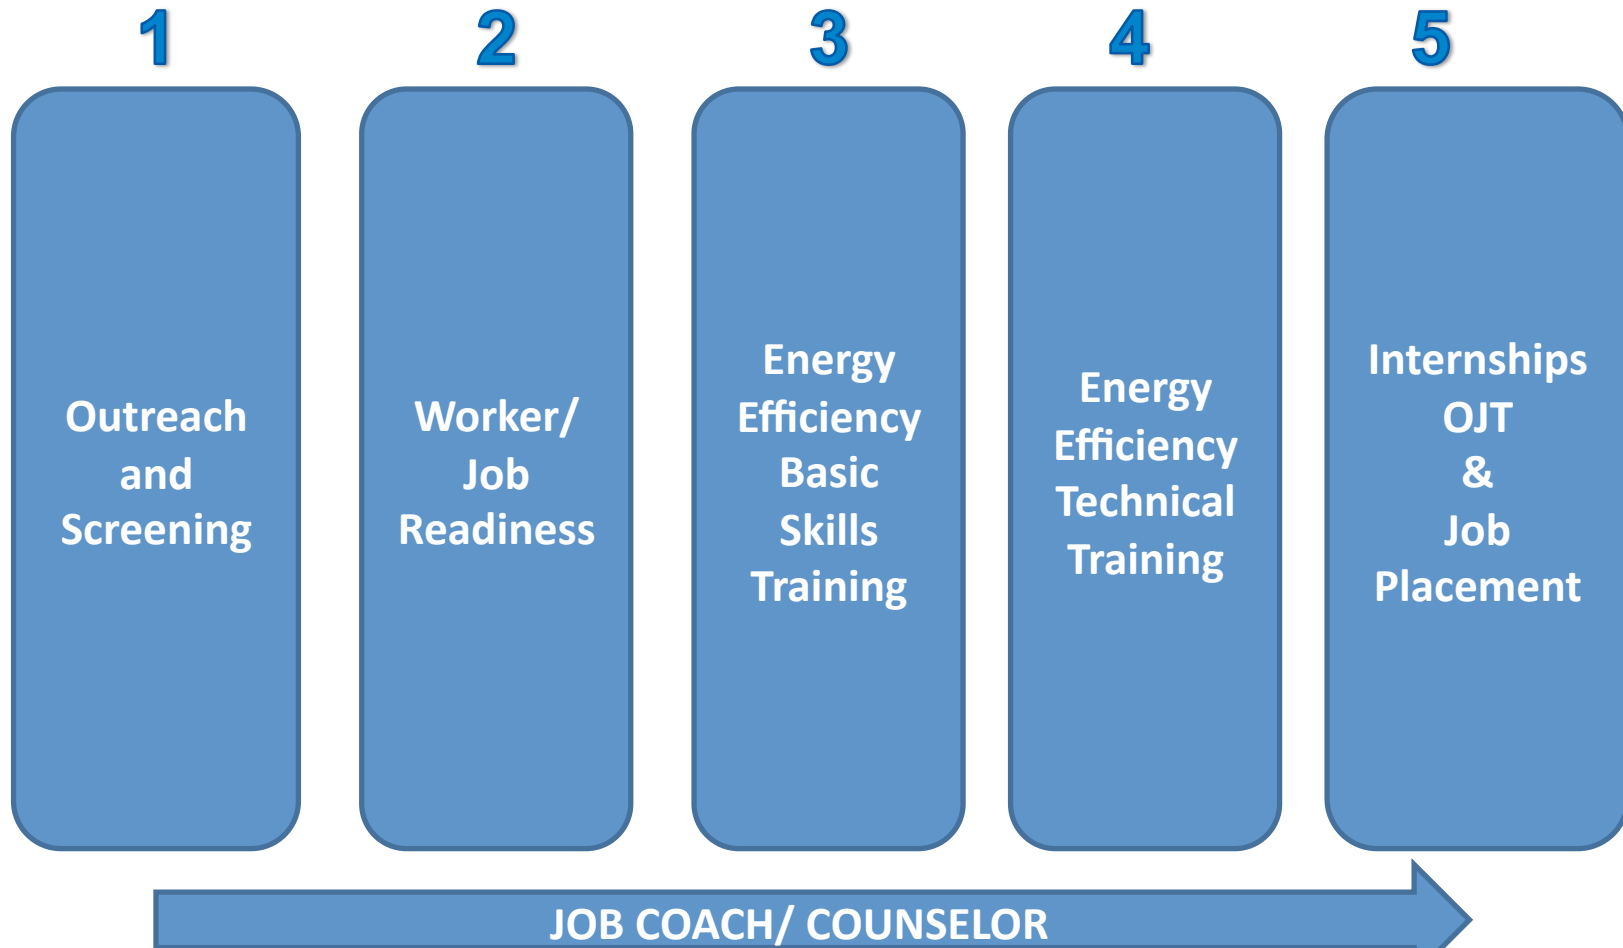 1
Outreach
and
Screening
2
Worker/
Job
Readiness
3
Energy
Efficiency
Basic
Skills
Training
4
Energy
Efficiency
Technical
Training
5
Internships
OJT
&
Job
Placement
JOB COACH/ COUNSELOR